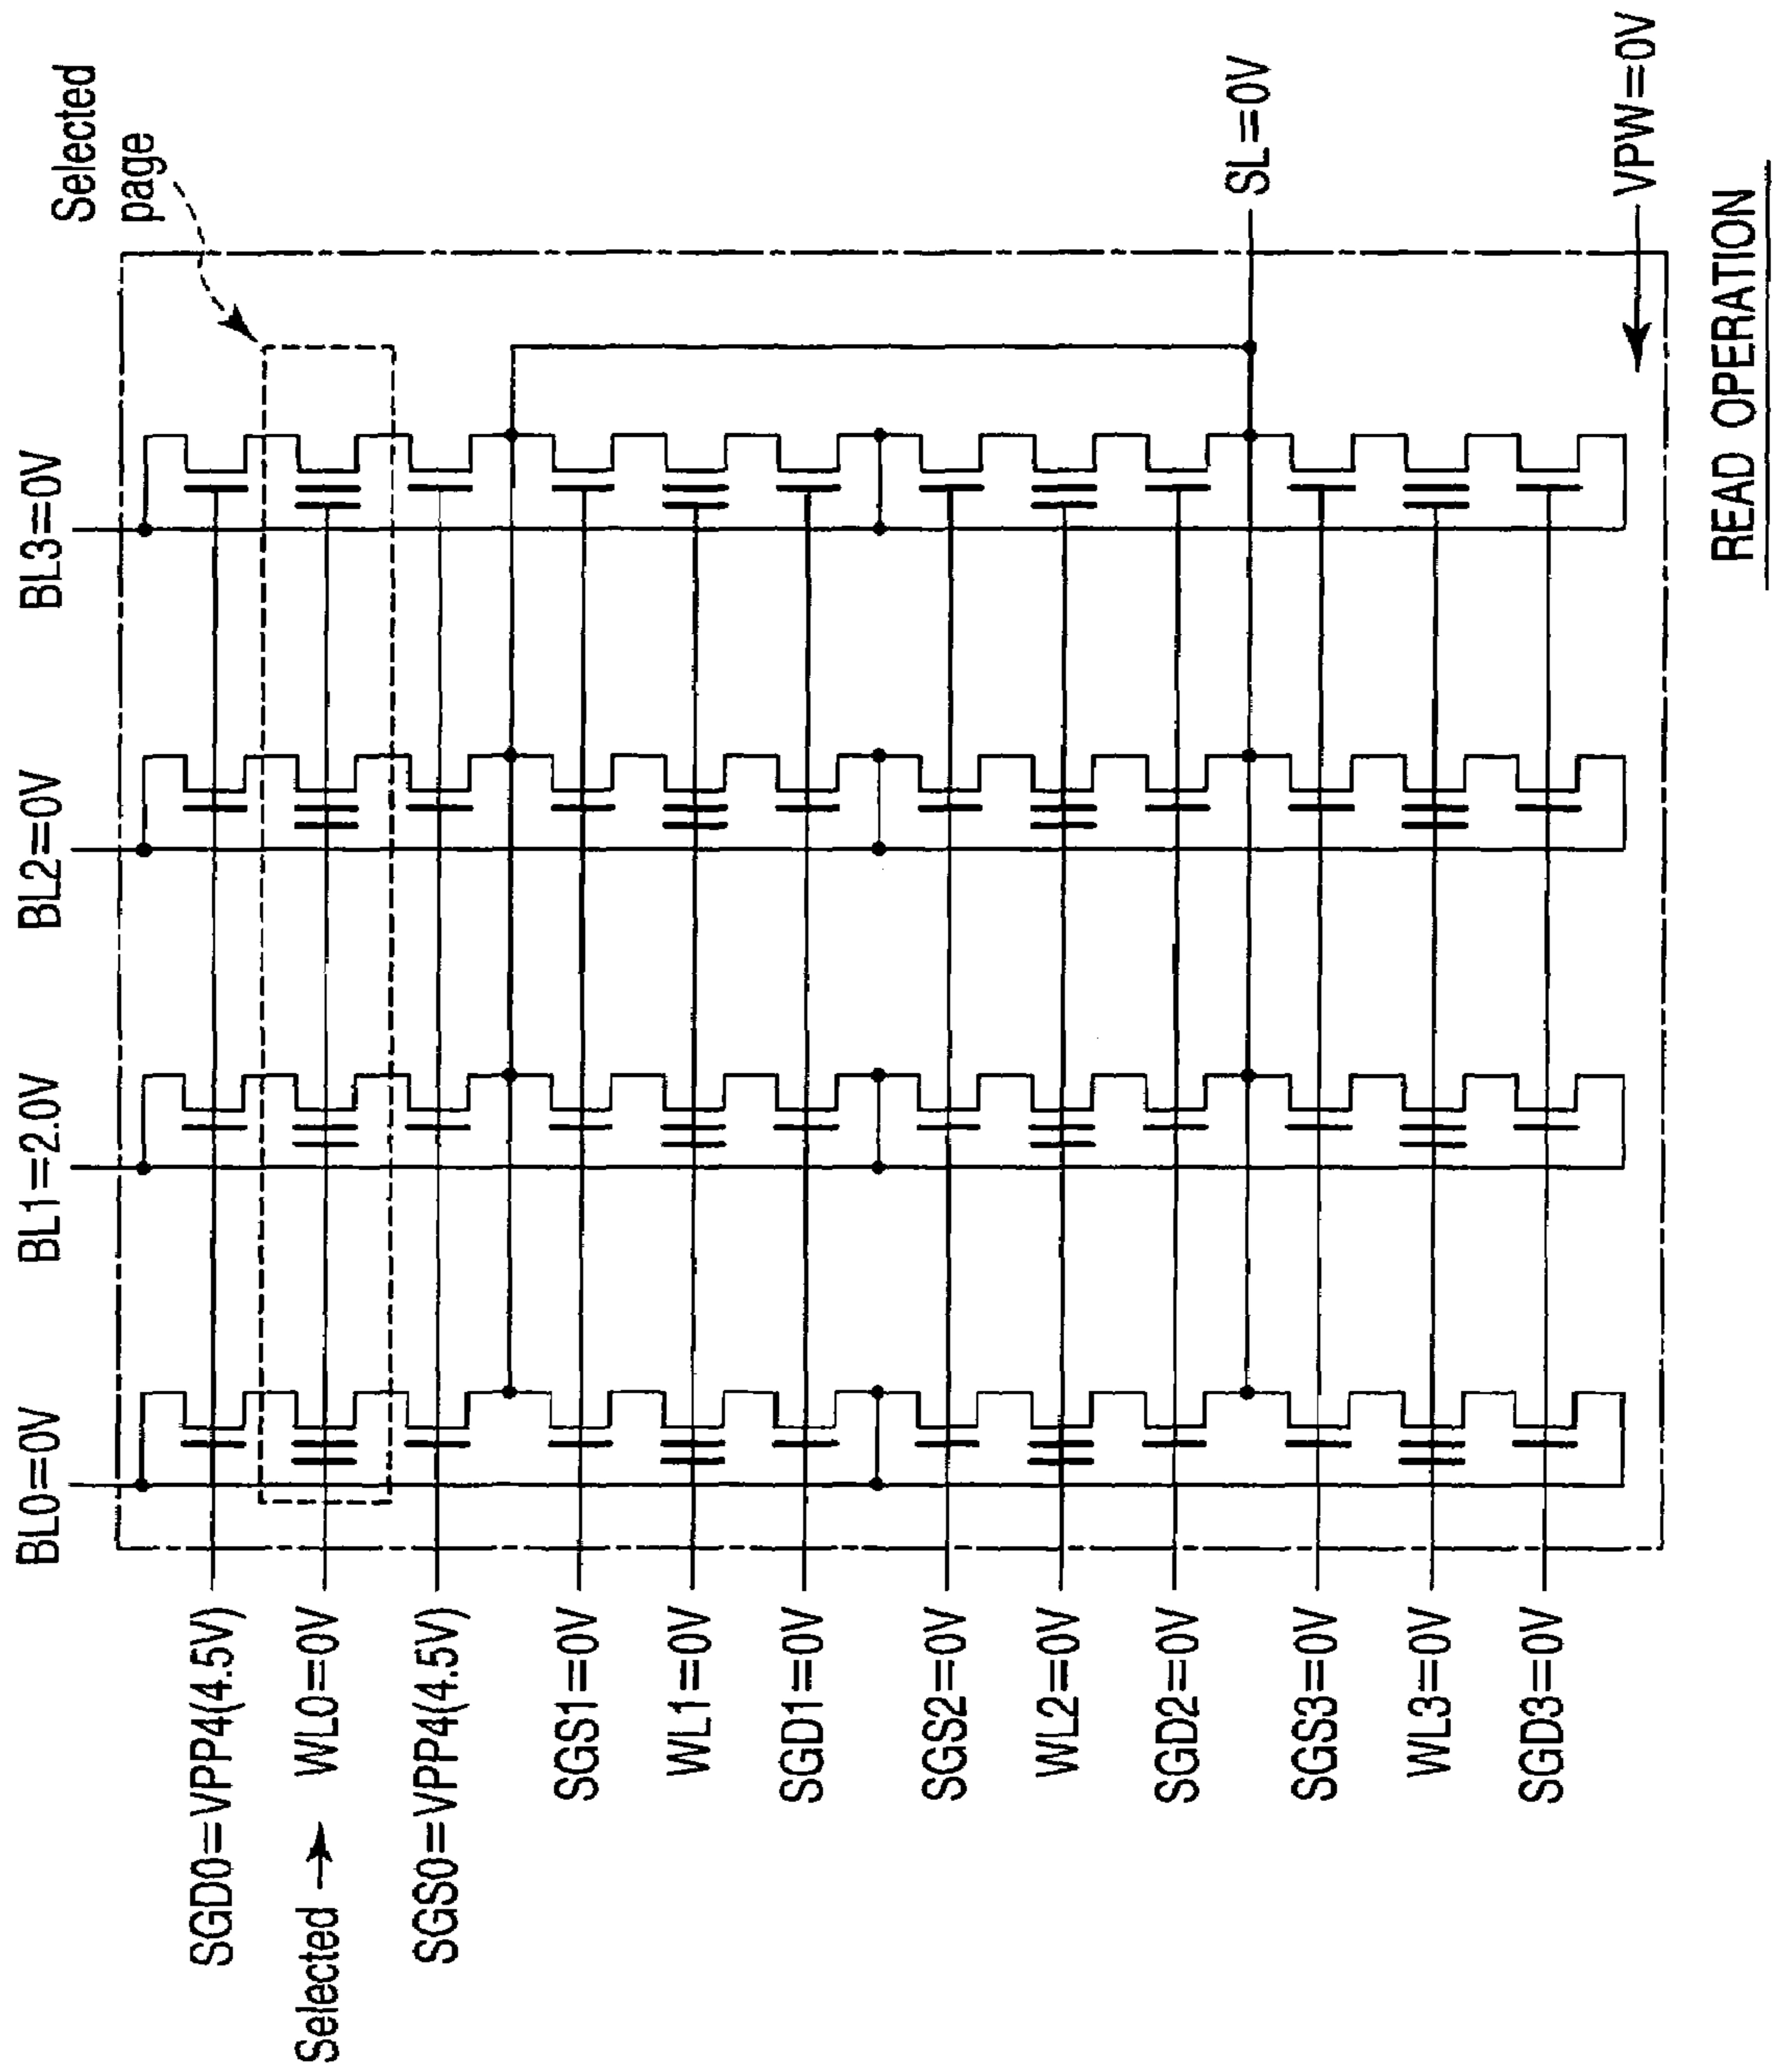 BL0=0V
BL1=2.0V
BL2=0V
BL3=0V
Selected
page
SGD0=VPP4(4.5V)
Selected → WL0=0V
SGS0=VPP4(4.5V)
SGS1=0V
WL1=0V
SGD1=0V
SGS2=0V
WL2=0V
SGD2=0V
SGS3=0V
WL3=0V
SGD3=0V
SL=0V
VPW=0V
READ OPERATION